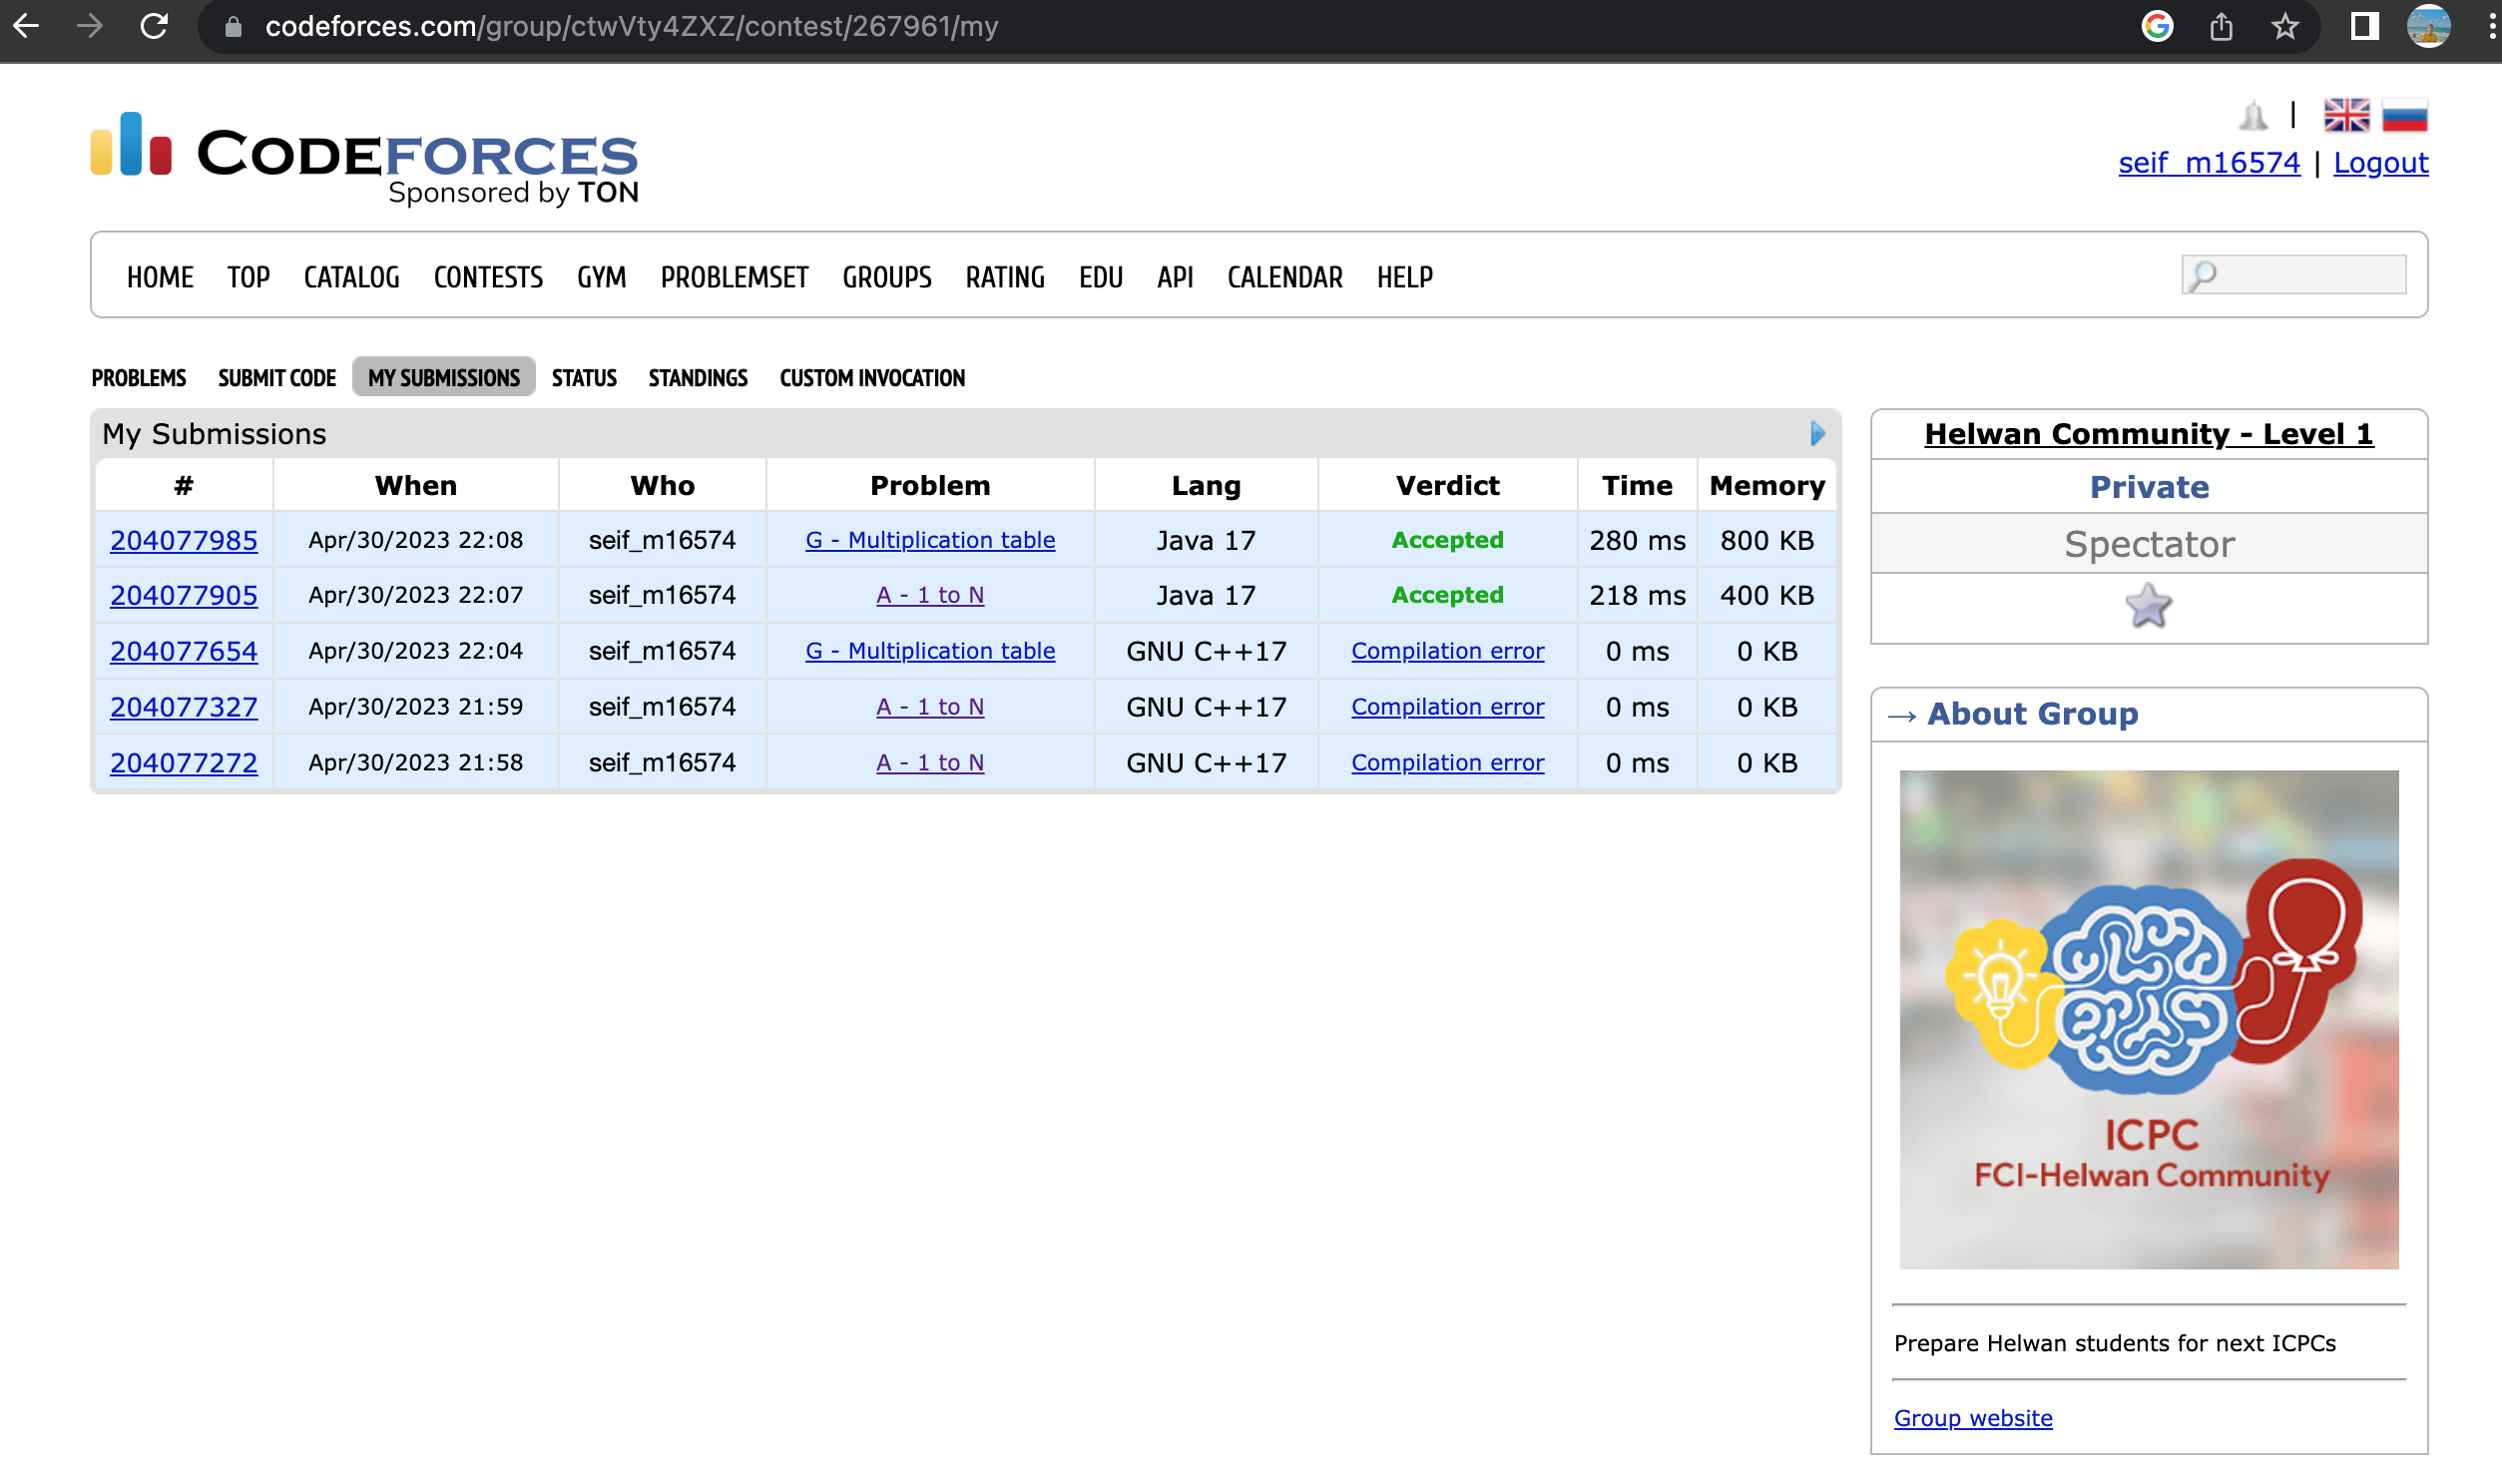 codeforces.com/group/ctwVty4ZXZ/contest/267961/my
CODEFORCES
Sponsored by TON
|
seif_m16574 | Logout
HOME TOP CATALOG CONTESTS GYM PROBLEMSET GROUPS RATING EDU API CALENDAR HELP
PROBLEMS SUBMIT CODE MY SUBMISSIONS STATUS STANDINGS CUSTOM INVOCATION
My Submissions
# When Who Problem Lang Verdict Time Memory
204077985 Apr/30/2023 22:08 seif_m16574 G - Multiplication table Java 17 Accepted 280 ms 800 KB
204077905 Apr/30/2023 22:07 seif_m16574 A - 1 to N Java 17 Accepted 218 ms 400 KB
204077654 Apr/30/2023 22:04 seif_m16574 G - Multiplication table GNU C++17 Compilation error 0 ms 0 KB
204077327 Apr/30/2023 21:59 seif_m16574 A - 1 to N GNU C++17 Compilation error 0 ms 0 KB
204077272 Apr/30/2023 21:58 seif_m16574 A - 1 to N GNU C++17 Compilation error 0 ms 0 KB
Helwan Community - Level 1
Private
Spectator
→ About Group
ICPC
FCI-Helwan Community
Prepare Helwan students for next ICPCs
Group website